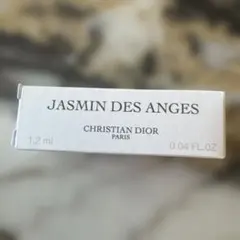 JASMIN DES ANGES
CHRISTIAN DIOR
PARIS
1.2 ml 0.04 FL.OZ